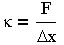 κ = F
Δx